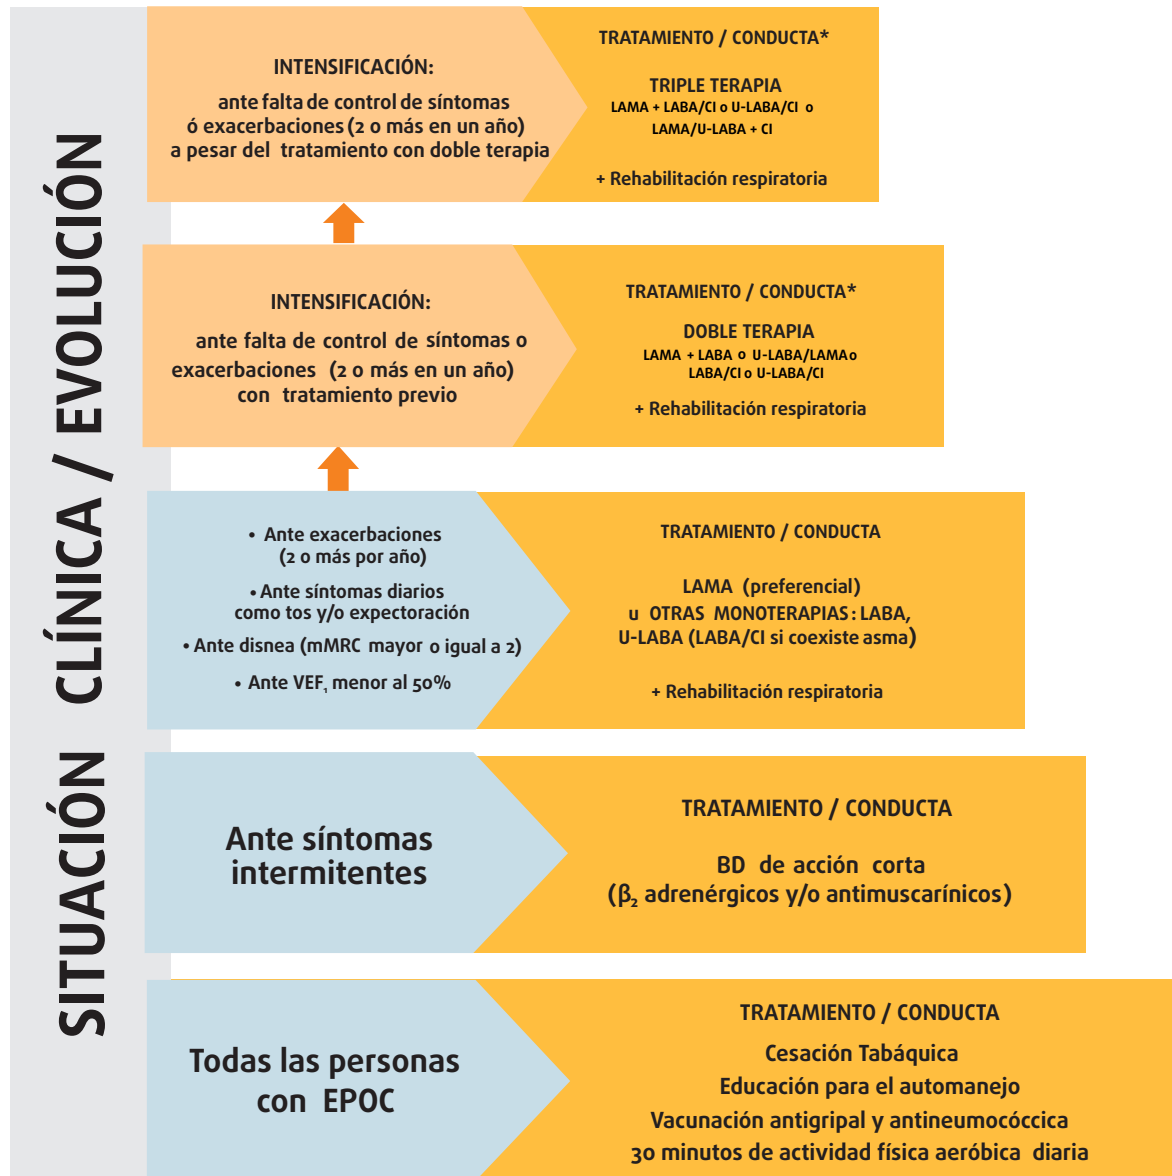 SITUACIÓN CLÍNICA / EVOLUCIÓN
INTENSIFICACIÓN:
ante falta de control de síntomas
ó exacerbaciones (2 o más en un año)
a pesar del tratamiento con doble terapia
TRATAMIENTO / CONDUCTA*
TRIPLE TERAPIA
LAMA + LABA/CI o U-LABA/CI o
LAMA/U-LABA + CI
+ Rehabilitación respiratoria
INTENSIFICACIÓN:
ante falta de control de síntomas o
exacerbaciones (2 o más en un año)
con tratamiento previo
TRATAMIENTO / CONDUCTA*
DOBLE TERAPIA
LAMA + LABA o U-LABA/LAMA o
LABA/CI o U-LABA/CI
+ Rehabilitación respiratoria
• Ante exacerbaciones
(2 o más por año)
• Ante síntomas diarios
como tos y/o expectoración
• Ante disnea (mMRC mayor o igual a 2)
• Ante VEF₁ menor al 50%
TRATAMIENTO / CONDUCTA
LAMA (preferencial)
u OTRAS MONOTERAPIAS: LABA,
U-LABA (LABA/CI si coexiste asma)
+ Rehabilitación respiratoria
Ante síntomas
intermitentes
TRATAMIENTO / CONDUCTA
BD de acción corta
(β₂ adrenérgicos y/o antimuscarínicos)
Todas las personas
con EPOC
TRATAMIENTO / CONDUCTA
Cesación Tabáquica
Educación para el automanejo
Vacunación antigripal y antineumocóccica
30 minutos de actividad física aeróbica diaria